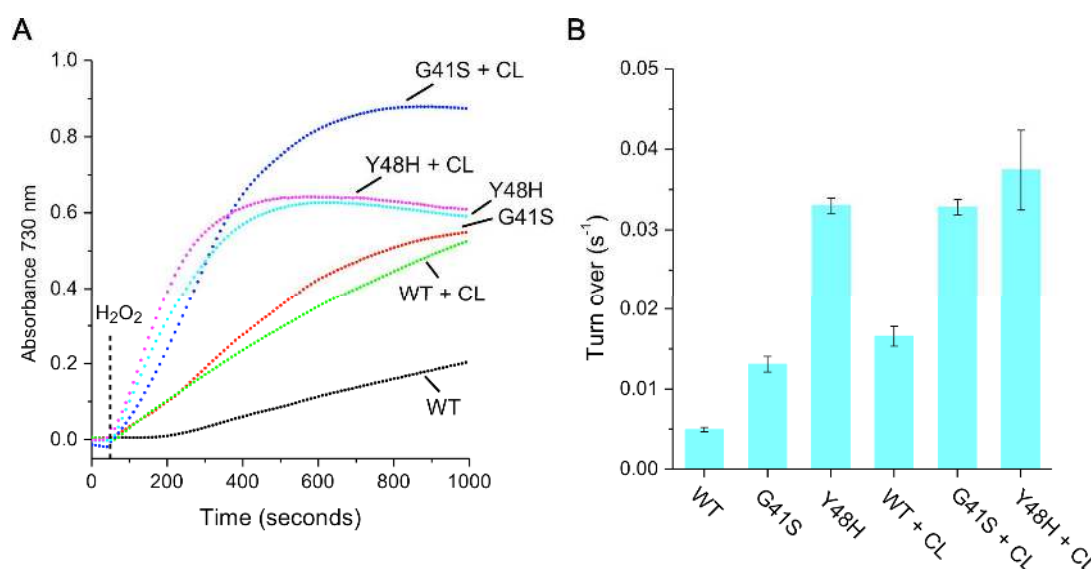 A
1.0
0.8
0.6
0.4
0.2
0.0
Absorbance 730 nm
H₂O₂
G41S + CL
Y48H + CL
Y48H
G41S
WT + CL
WT
0 200 400 600 800 1000
Time (seconds)
B
0.05
0.04
0.03
0.02
0.01
0.00
Turn over (s⁻¹)
WT
G41S
Y48H
WT + CL
G41S + CL
Y48H + CL